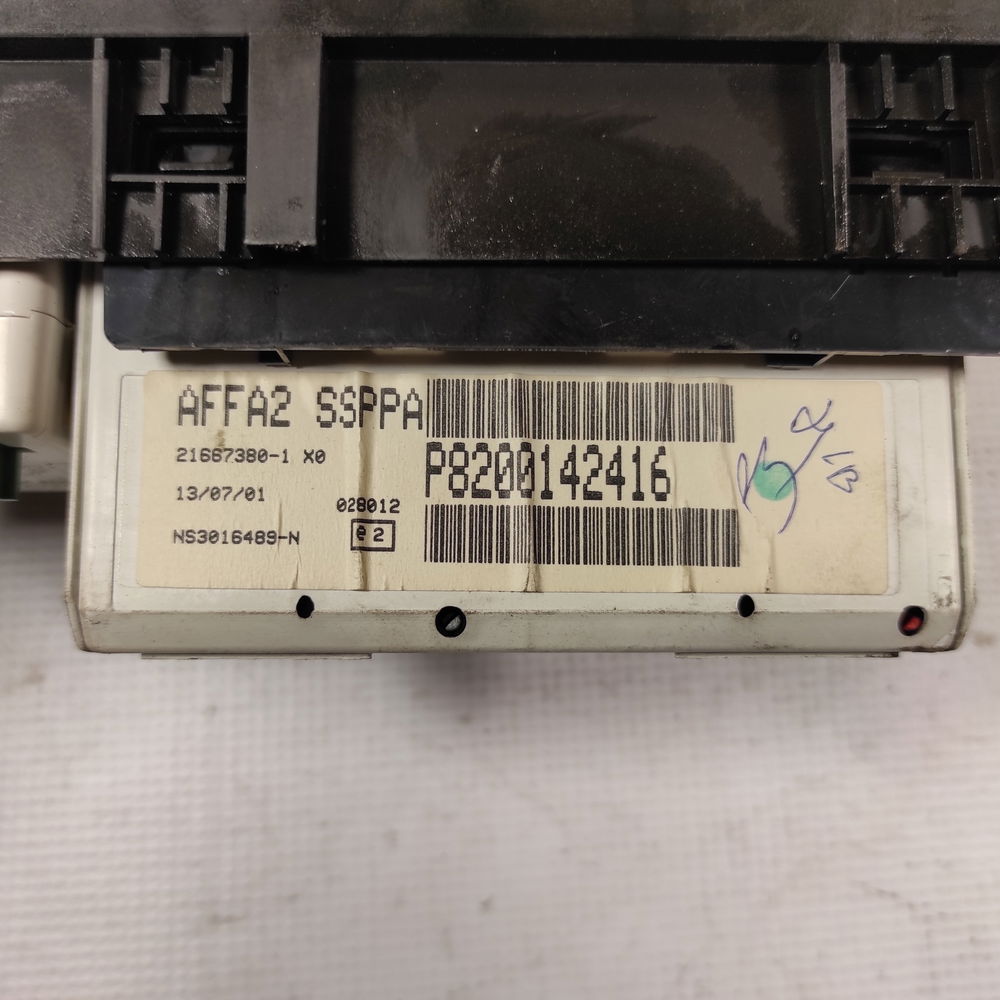 AFFA2 SSPPA
21667380-1 X0
P8200142416
13/07/01
028012
NS3016489-N
e2